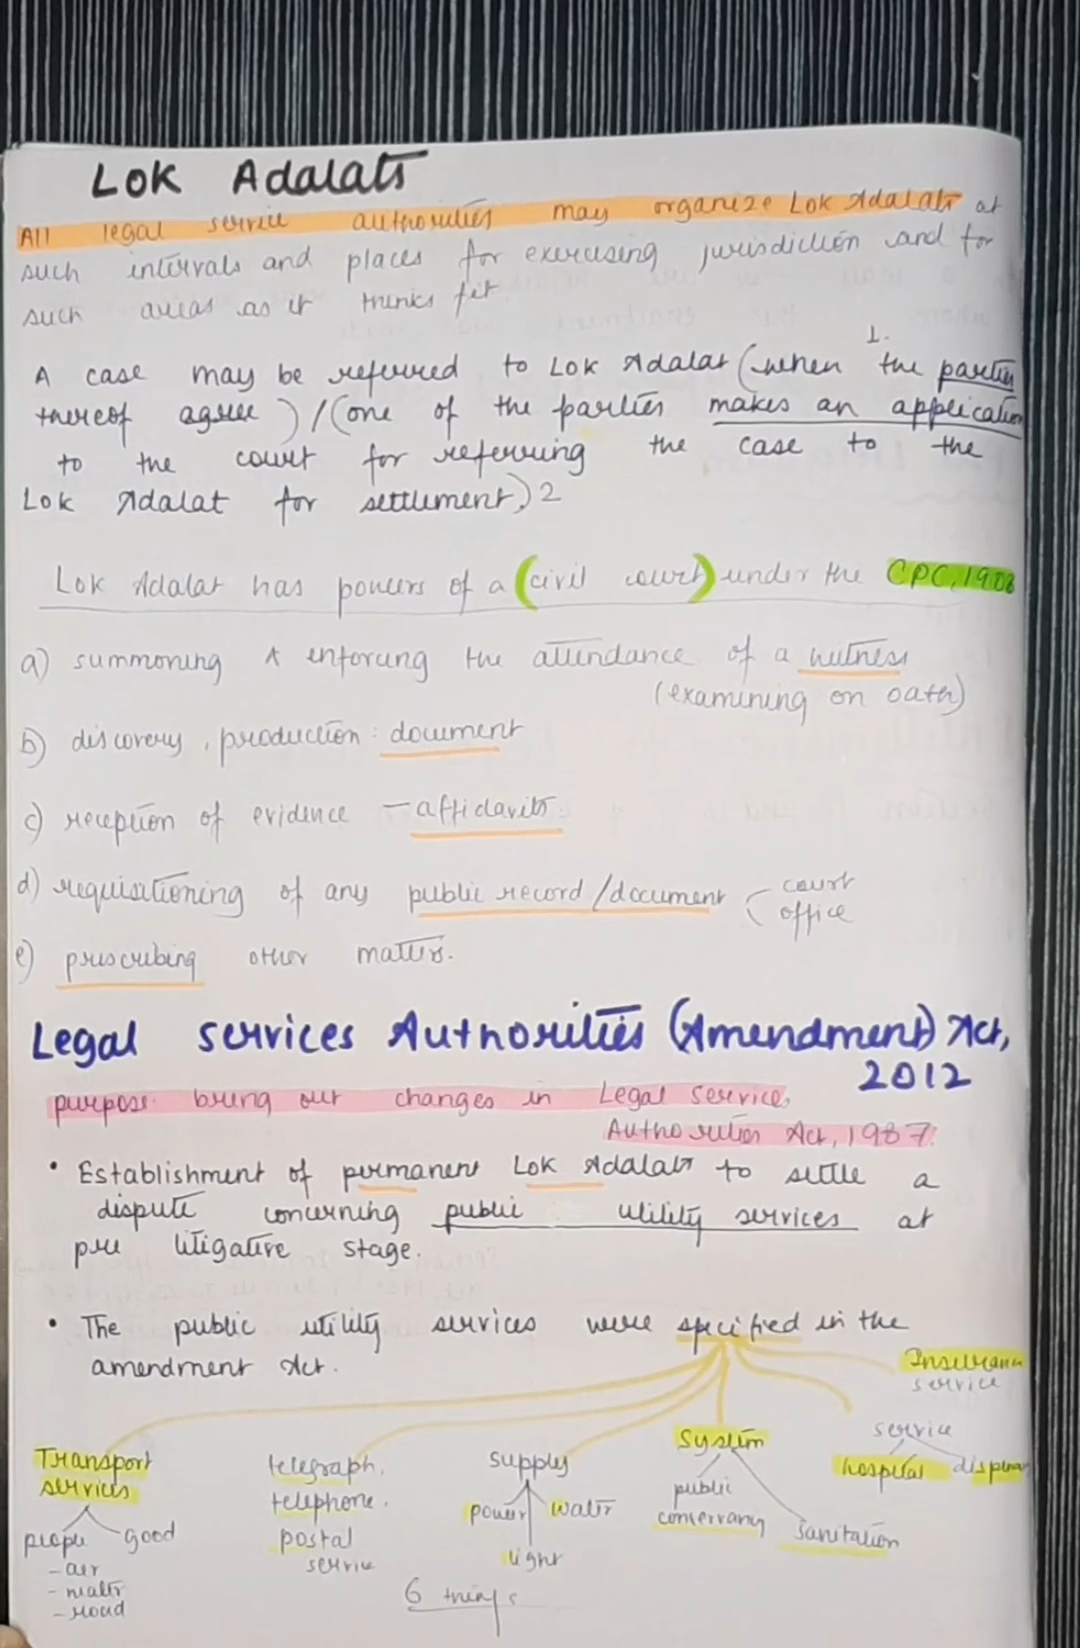 Lok Adalats
All legal service authorities may organize Lok Adalats at
such intervals and places for exercising jurisdiction and for
such areas as it thinks fit.
1.
A case may be referred to Lok Adalat (when the parties
thereof agree) / (one of the parties makes an application
to the court for referring the case to the
Lok Adalat for settlement.) 2
Lok Adalat has powers of a (civil court) under the CPC, 1908
a) summoning & enforcing the attendance of a witness
(examining on oath)
b) discovery, production : document
c) reception of evidence - affidavits
d) requisitioning of any public record / document
court
office
e) prescribing other matters.
Legal services Authorities (Amendment) Act,
2012
purpose: bring out changes in Legal Services
Authorities Act, 1987.
• Establishment of permanent Lok Adalats to settle a
dispute concerning public utility services at
pre litigative stage.
• The public utility services were specified in the
amendment Act.
Insurance
service
Transport
services
people good
- air
- water
- road
telegraph,
telephone,
postal
service
supply
power water
light
System
public
conservancy
sanitation
service
hospital
6 things